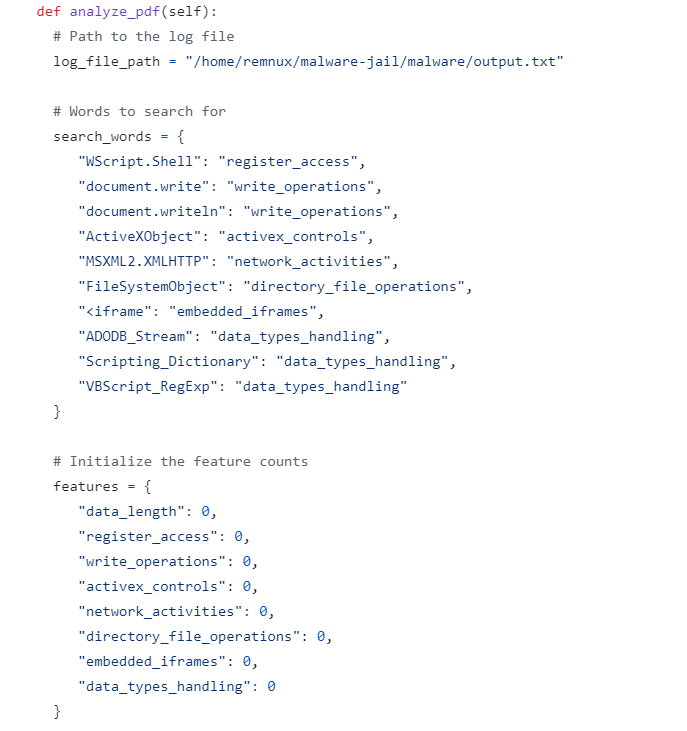 def analyze_pdf(self):
# Path to the log file
log_file_path = "/home/remnux/malware-jail/malware/output.txt"
# Words to search for
search_words = {
"WScript.Shell": "register_access",
"document.write": "write_operations",
"document.writeln": "write_operations",
"ActiveXObject": "activex_controls",
"MSXML2.XMLHTTP": "network_activities",
"FileSystemObject": "directory_file_operations",
"<iframe": "embedded_iframes",
"ADODB_Stream": "data_types_handling",
"Scripting_Dictionary": "data_types_handling",
"VBScript_RegExp": "data_types_handling"
}
# Initialize the feature counts
features = {
"data_length": 0,
"register_access": 0,
"write_operations": 0,
"activex_controls": 0,
"network_activities": 0,
"directory_file_operations": 0,
"embedded_iframes": 0,
"data_types_handling": 0
}